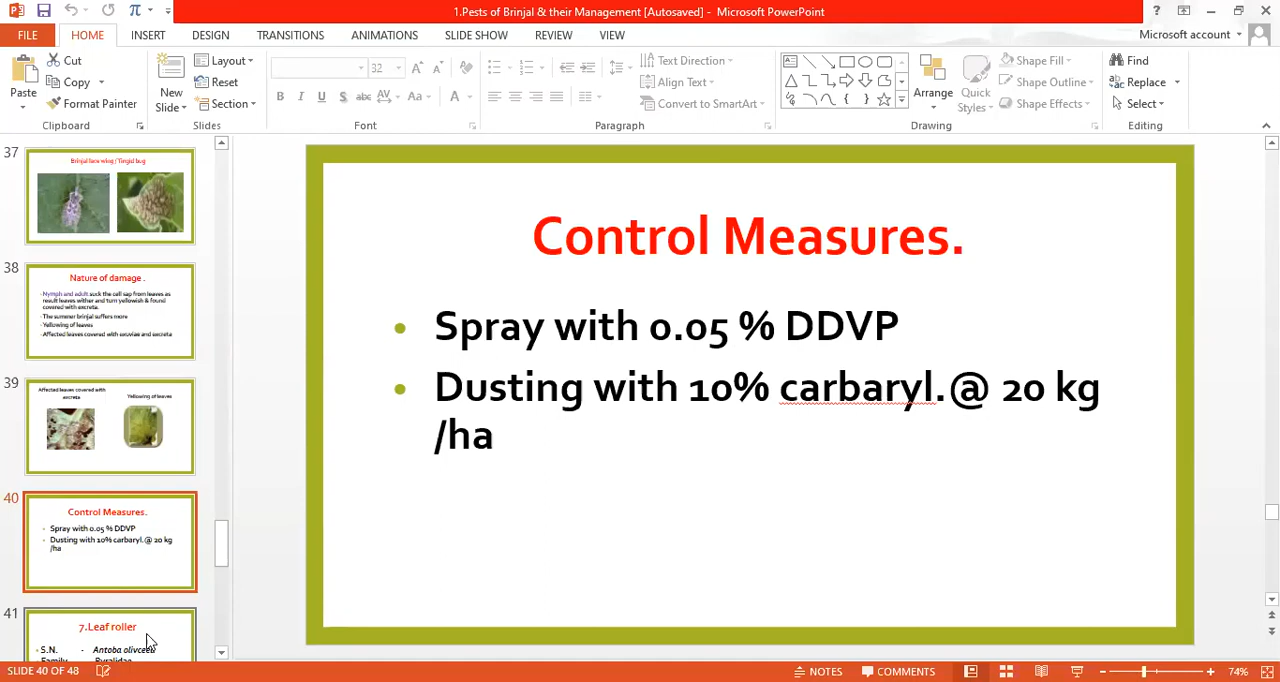 1.Pests of Brinjal & their Management [Autosaved] - Microsoft PowerPoint
FILE HOME INSERT DESIGN TRANSITIONS ANIMATIONS SLIDE SHOW REVIEW VIEW Microsoft account
Paste
Cut
Copy
Format Painter
Clipboard
New
Slide
Layout
Reset
Section
Slides
32
B I U S abc AV Aa A
Font
Text Direction
Align Text
Convert to SmartArt
Paragraph
Arrange
Quick
Styles
Shape Fill
Shape Outline
Shape Effects
Drawing
Find
Replace
Select
Editing
37
Brinjal lace wing / Tingid bug
38
Nature of damage .
Nymph and adult suck the cell sap from leaves as
result leaves wither and turn yellowish & found
covered with excreta.
The summer brinjal suffers more
Yellowing of leaves
Affected leaves covered with exuviae and excreta
39
Affected leaves covered with
excreta
Yellowing of leaves
40
Control Measures.
• Spray with 0.05 % DDVP
• Dusting with 10% carbaryl.@ 20 kg
/ha
41
7.Leaf roller
• S.N. - Antoba olivcea
Family Pyralidae
Control Measures.
• Spray with 0.05 % DDVP
• Dusting with 10% carbaryl.@ 20 kg
/ha
SLIDE 40 OF 48
NOTES COMMENTS 74%